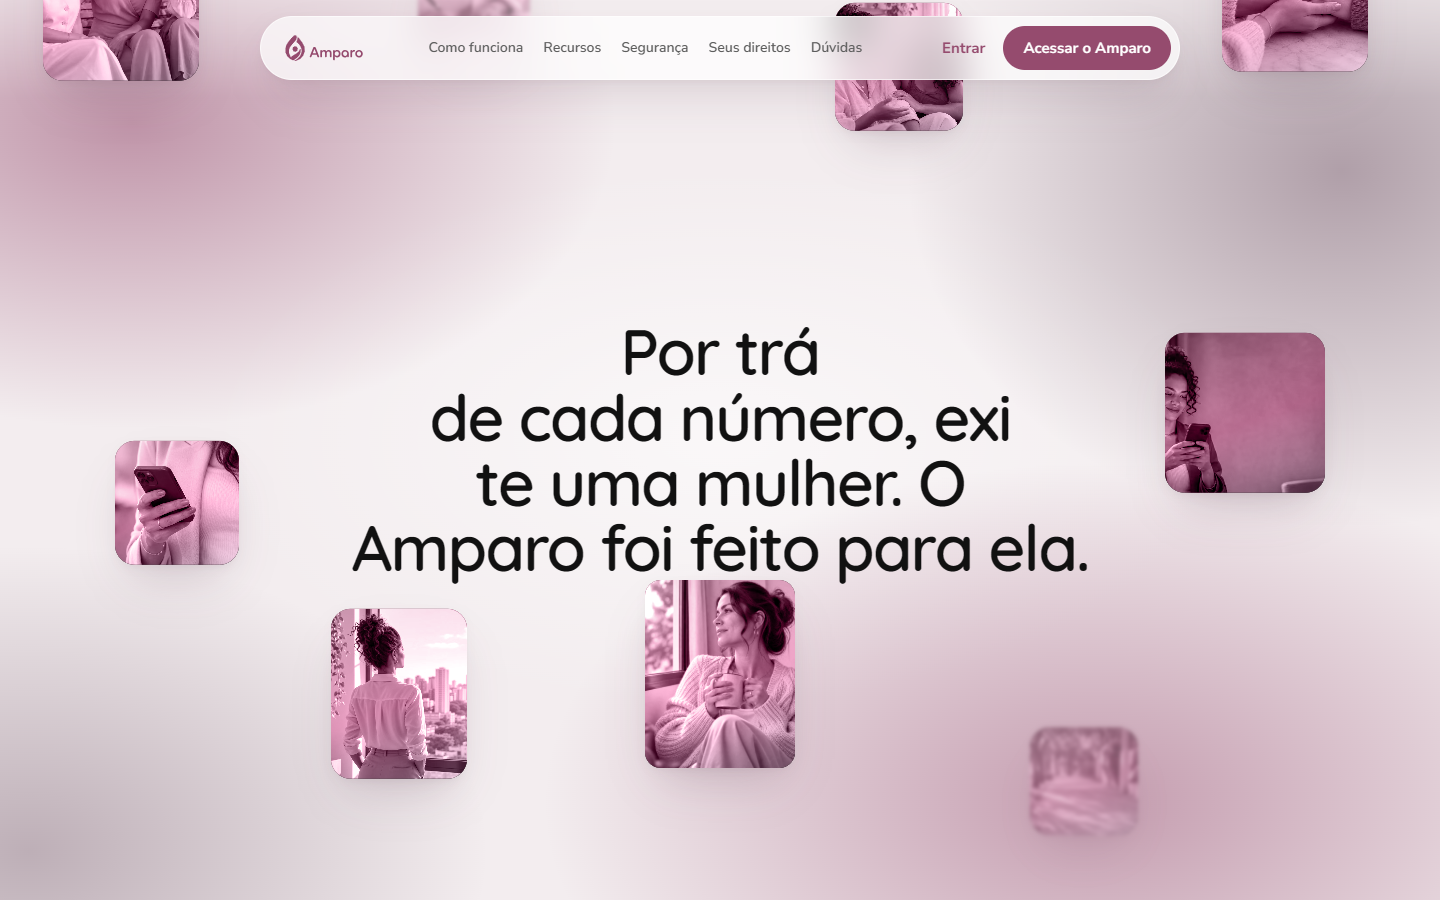 Amparo
Como funciona
Recursos
Segurança
Seus direitos
Dúvidas
Entrar
Acessar o Amparo
Por trá
de cada número, exi
te uma mulher. O
Amparo foi feito para ela.